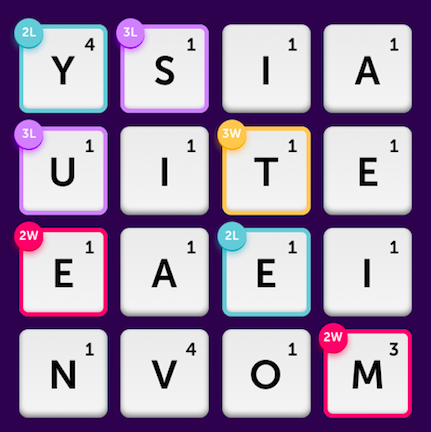 2L 4 3L 1 1 1
Y S I A
3L 1 1 3W 1 1
U I T E
2W 1 1 2L 1 1
E A E I
1 4 1 2W 3
N V O M